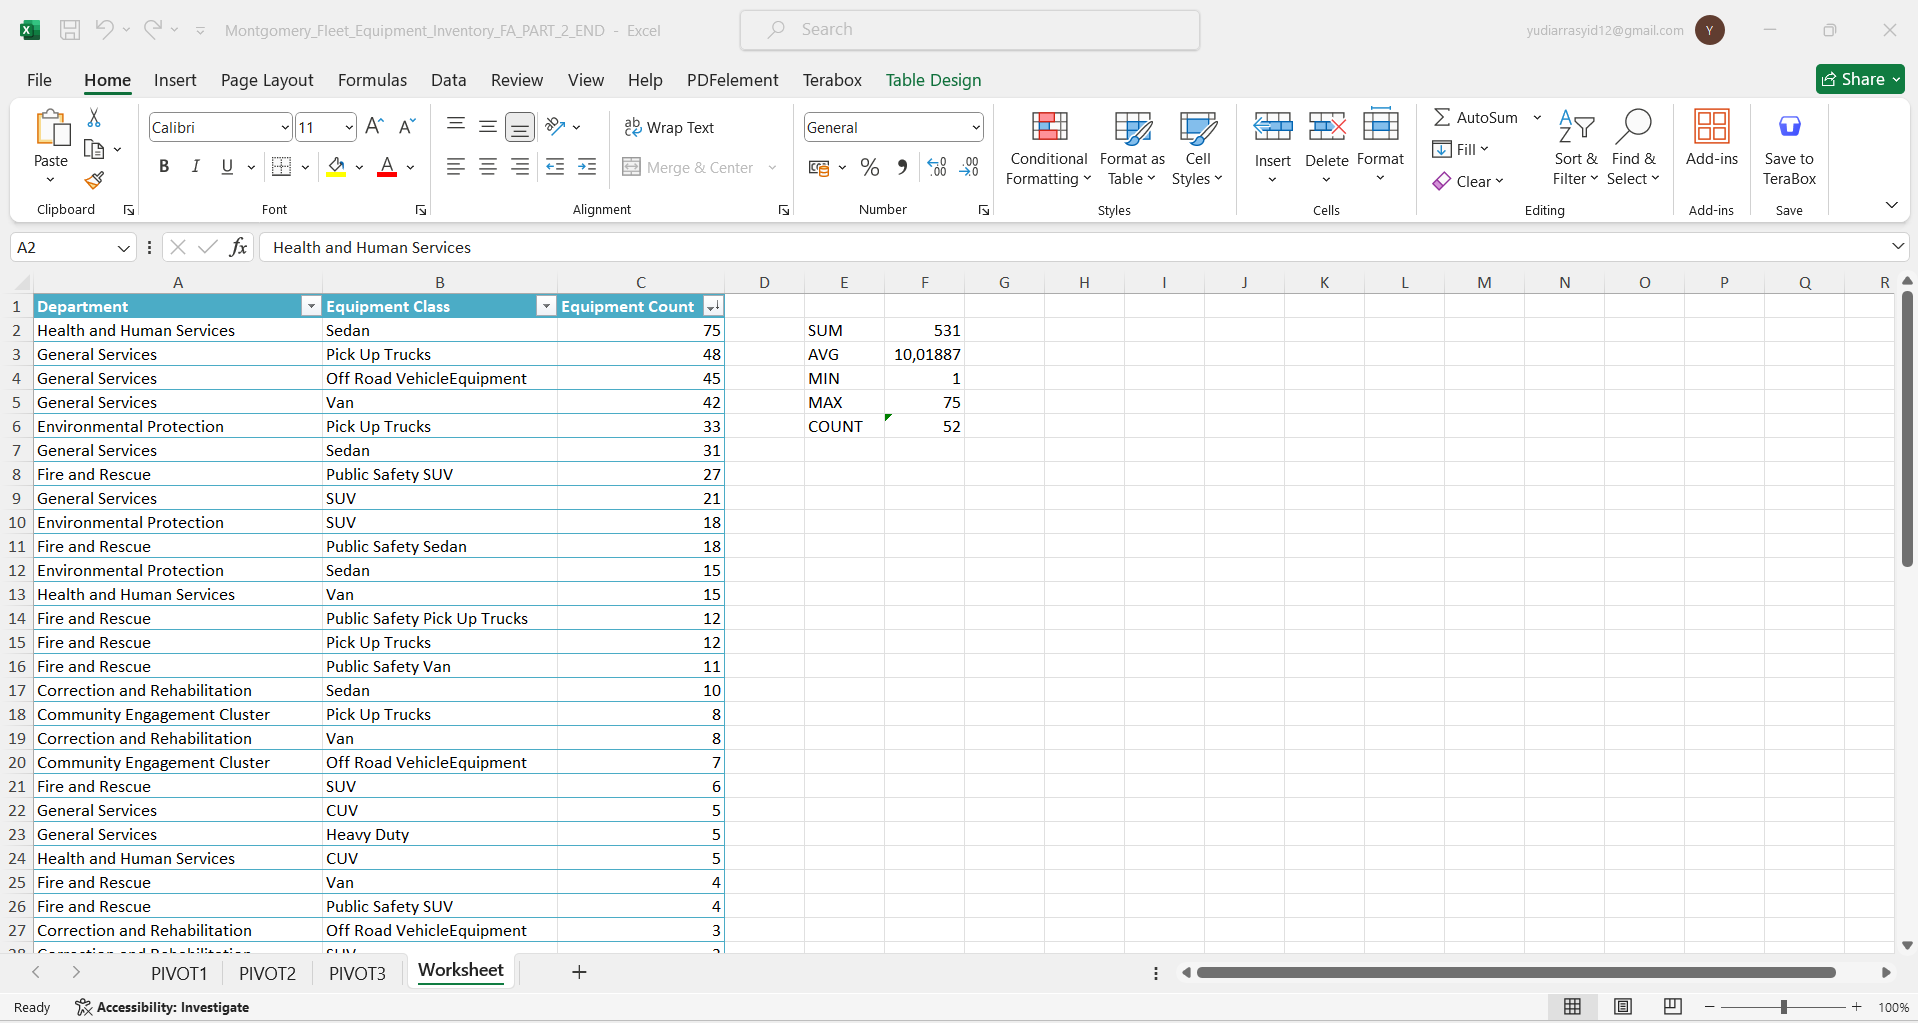 Montgomery_Fleet_Equipment_Inventory_FA_PART_2_END - Excel
Search
yudiarrasyid12@gmail.com
Y
File Home Insert Page Layout Formulas Data Review View Help PDFelement Terabox Table Design
Share
Paste
Clipboard
Calibri 11
B I U
Font
Wrap Text
Merge & Center
Alignment
General
Number
Conditional Formatting
Format as Table
Cell Styles
Styles
Insert Delete Format
Cells
AutoSum
Fill
Clear
Sort & Filter
Find & Select
Editing
Add-ins
Add-ins
Save to TeraBox
Save
A2 fx Health and Human Services
A B C D E F G H I J K L M N O P Q R
1 Department Equipment Class Equipment Count
2 Health and Human Services Sedan 75 SUM 531
3 General Services Pick Up Trucks 48 AVG 10,01887
4 General Services Off Road VehicleEquipment 45 MIN 1
5 General Services Van 42 MAX 75
6 Environmental Protection Pick Up Trucks 33 COUNT 52
7 General Services Sedan 31
8 Fire and Rescue Public Safety SUV 27
9 General Services SUV 21
10 Environmental Protection SUV 18
11 Fire and Rescue Public Safety Sedan 18
12 Environmental Protection Sedan 15
13 Health and Human Services Van 15
14 Fire and Rescue Public Safety Pick Up Trucks 12
15 Fire and Rescue Pick Up Trucks 12
16 Fire and Rescue Public Safety Van 11
17 Correction and Rehabilitation Sedan 10
18 Community Engagement Cluster Pick Up Trucks 8
19 Correction and Rehabilitation Van 8
20 Community Engagement Cluster Off Road VehicleEquipment 7
21 Fire and Rescue SUV 6
22 General Services CUV 5
23 General Services Heavy Duty 5
24 Health and Human Services CUV 5
25 Fire and Rescue Van 4
26 Fire and Rescue Public Safety SUV 4
27 Correction and Rehabilitation Off Road VehicleEquipment 3
PIVOT1 PIVOT2 PIVOT3 Worksheet
Ready Accessibility: Investigate 100%